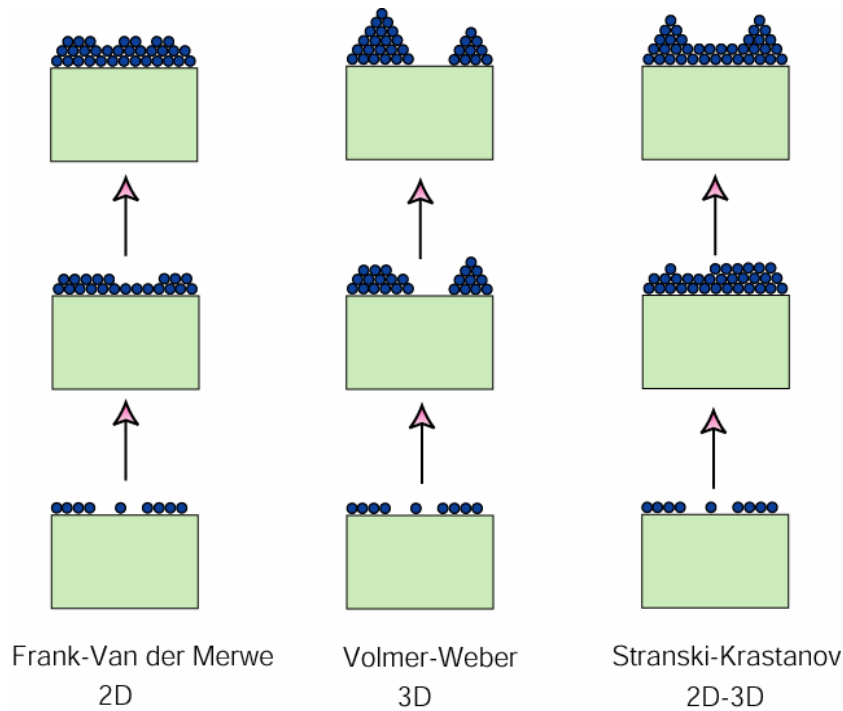 Frank-Van der Merwe
2D
Volmer-Weber
3D
Stranski-Krastanov
2D-3D